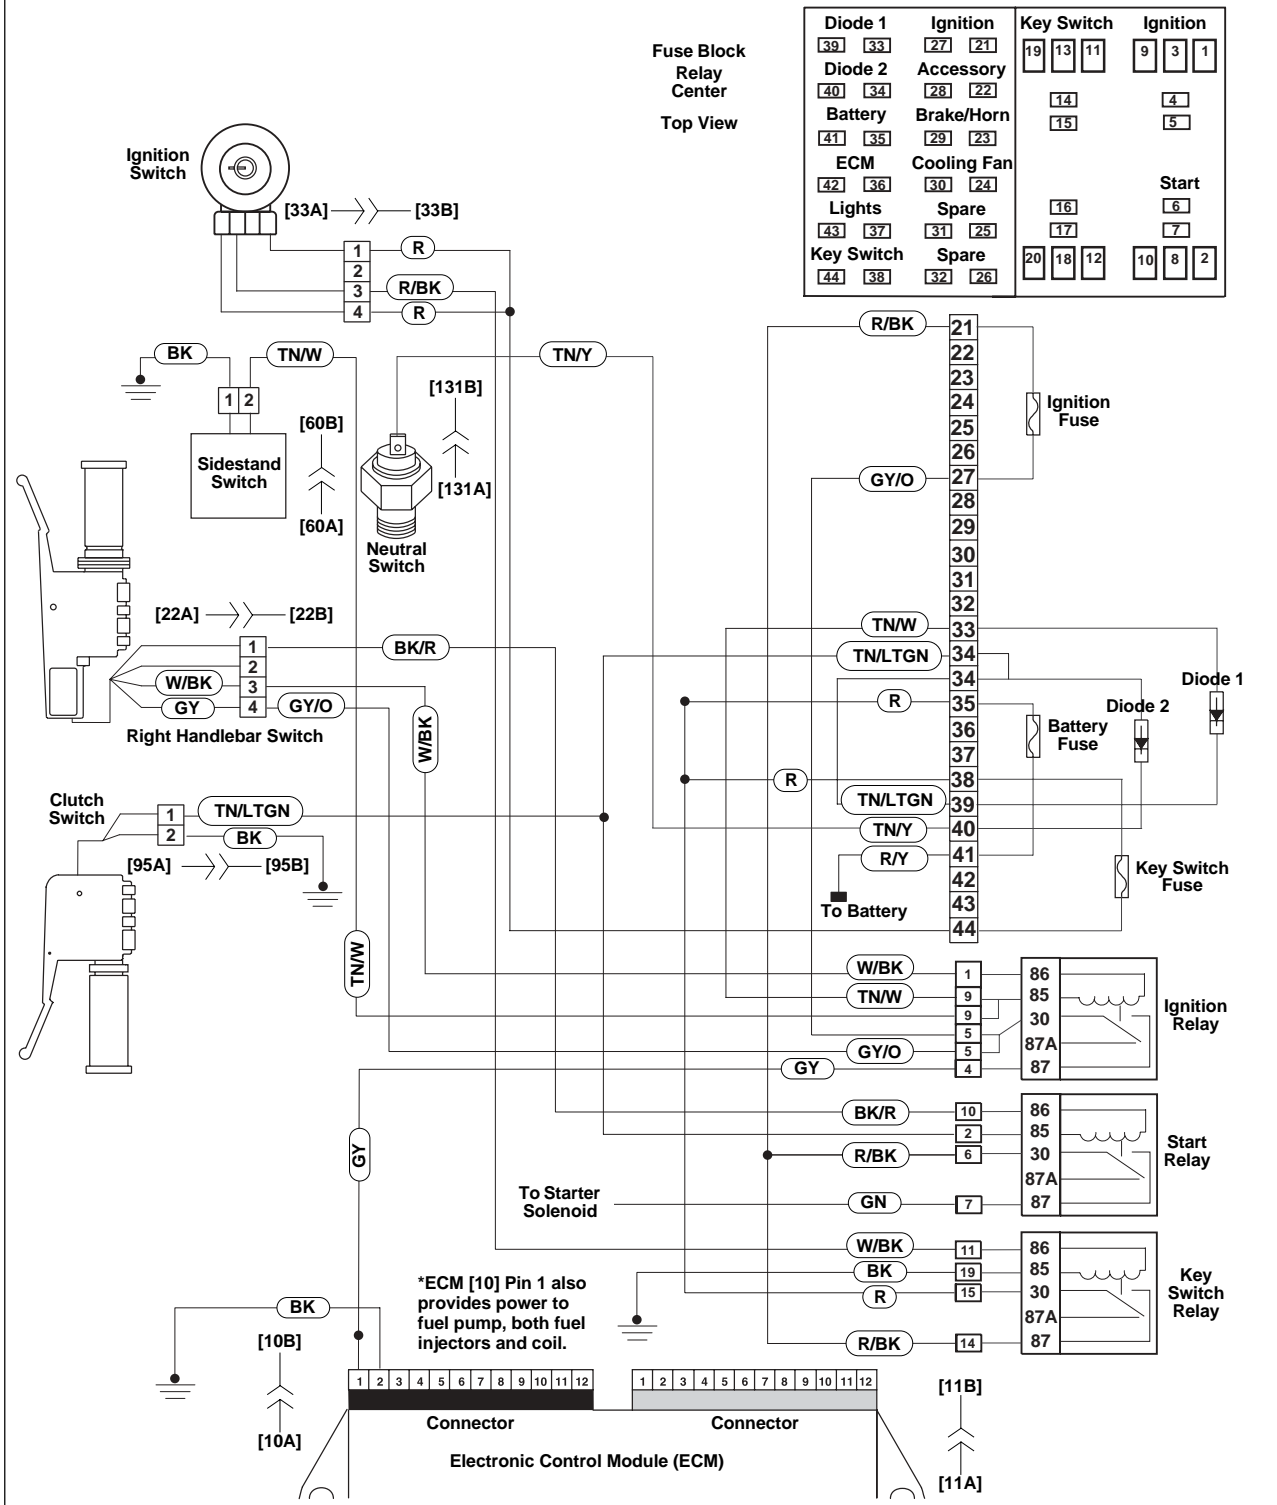 Fuse Block
Relay
Center
Top View
Diode 1
Ignition
Key Switch
Ignition
39 33 27 21 19 13 11 9 3 1
Diode 2
Accessory
40 34 28 22 14 4
Battery
Brake/Horn
41 35 29 23 15 5
ECM
Cooling Fan
42 36 30 24
Start
Lights
Spare
16 6
43 37 31 25 17 7
Key Switch
Spare
44 38 32 26 20 18 12 10 8 2
Ignition
Switch
[33A] [33B]
1 R
2
3 R/BK
4 R
BK
TN/W
TN/Y
1 2
Sidestand
Switch
[60B]
[60A]
[131B]
[131A]
Neutral
Switch
[22A] [22B]
1 BK/R
2
W/BK 3
GY 4 GY/O
W/BK
Right Handlebar Switch
Clutch
Switch
1 TN/LTGN
2 BK
[95A] [95B]
TN/W
R/BK 21
22
23
24
25
26
GY/O 27
28
29
30
31
32
TN/W 33
TN/LTGN 34
34
R 35
36
37
R 38
TN/LTGN 39
TN/Y 40
R/Y 41
42
43
44
Ignition
Fuse
Diode 1
Diode 2
Battery
Fuse
Key Switch
Fuse
To Battery
W/BK 1 86
TN/W 9 85
9 30
5 87A
GY/O 5
GY 4 87
Ignition
Relay
BK/R 10 86
2 85
R/BK 6 30
87A
GN 7 87
Start
Relay
To Starter
Solenoid
GY
W/BK 11 86
BK 19 85
R 15 30
87A
R/BK 14 87
Key
Switch
Relay
*ECM [10] Pin 1 also
provides power to
fuel pump, both fuel
injectors and coil.
BK
[10B]
[10A]
1 2 3 4 5 6 7 8 9 10 11 12
1 2 3 4 5 6 7 8 9 10 11 12
Connector
Connector
Electronic Control Module (ECM)
[11B]
[11A]